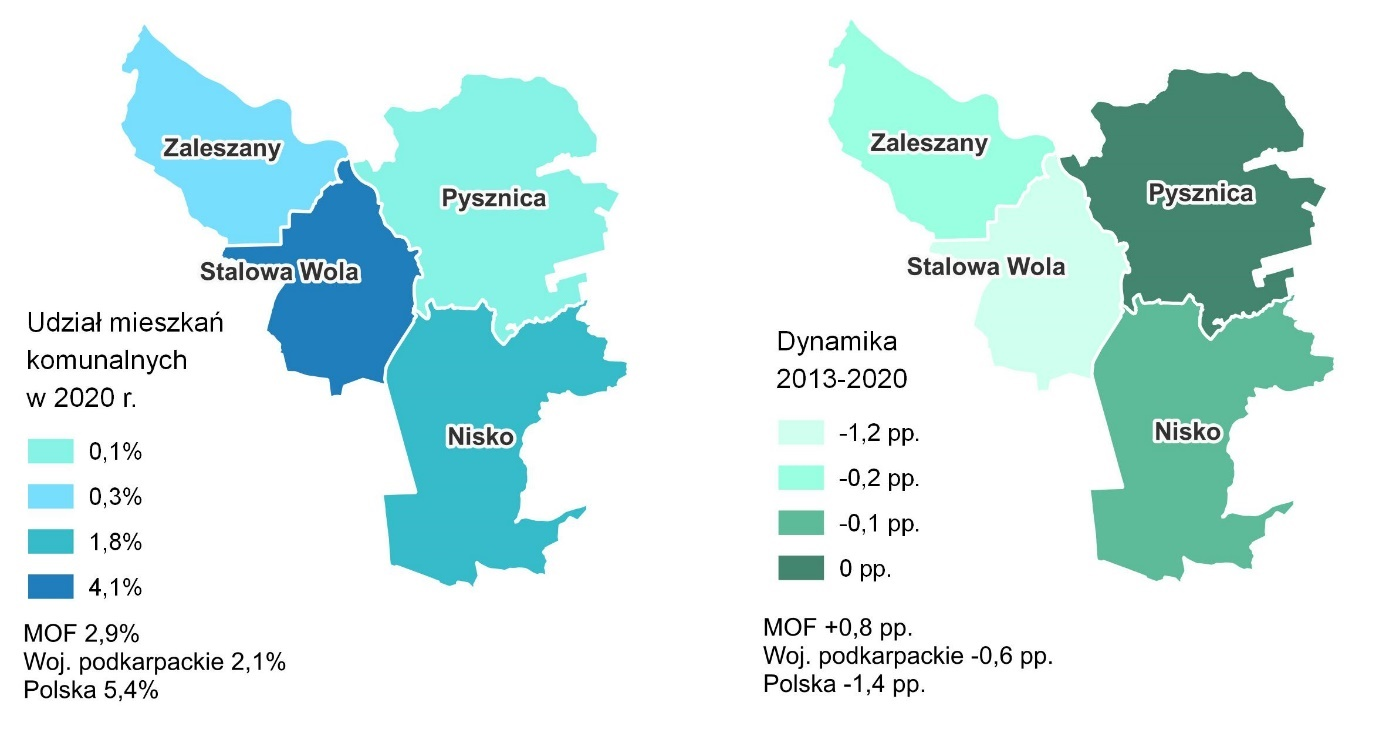 Zaleszany
Pysznica
Stalowa Wola
Nisko
Udział mieszkań
komunalnych
w 2020 r.
0,1%
0,3%
1,8%
4,1%
MOF 2,9%
Woj. podkarpackie 2,1%
Polska 5,4%
Zaleszany
Pysznica
Stalowa Wola
Nisko
Dynamika
2013-2020
-1,2 pp.
-0,2 pp.
-0,1 pp.
0 pp.
MOF +0,8 pp.
Woj. podkarpackie -0,6 pp.
Polska -1,4 pp.